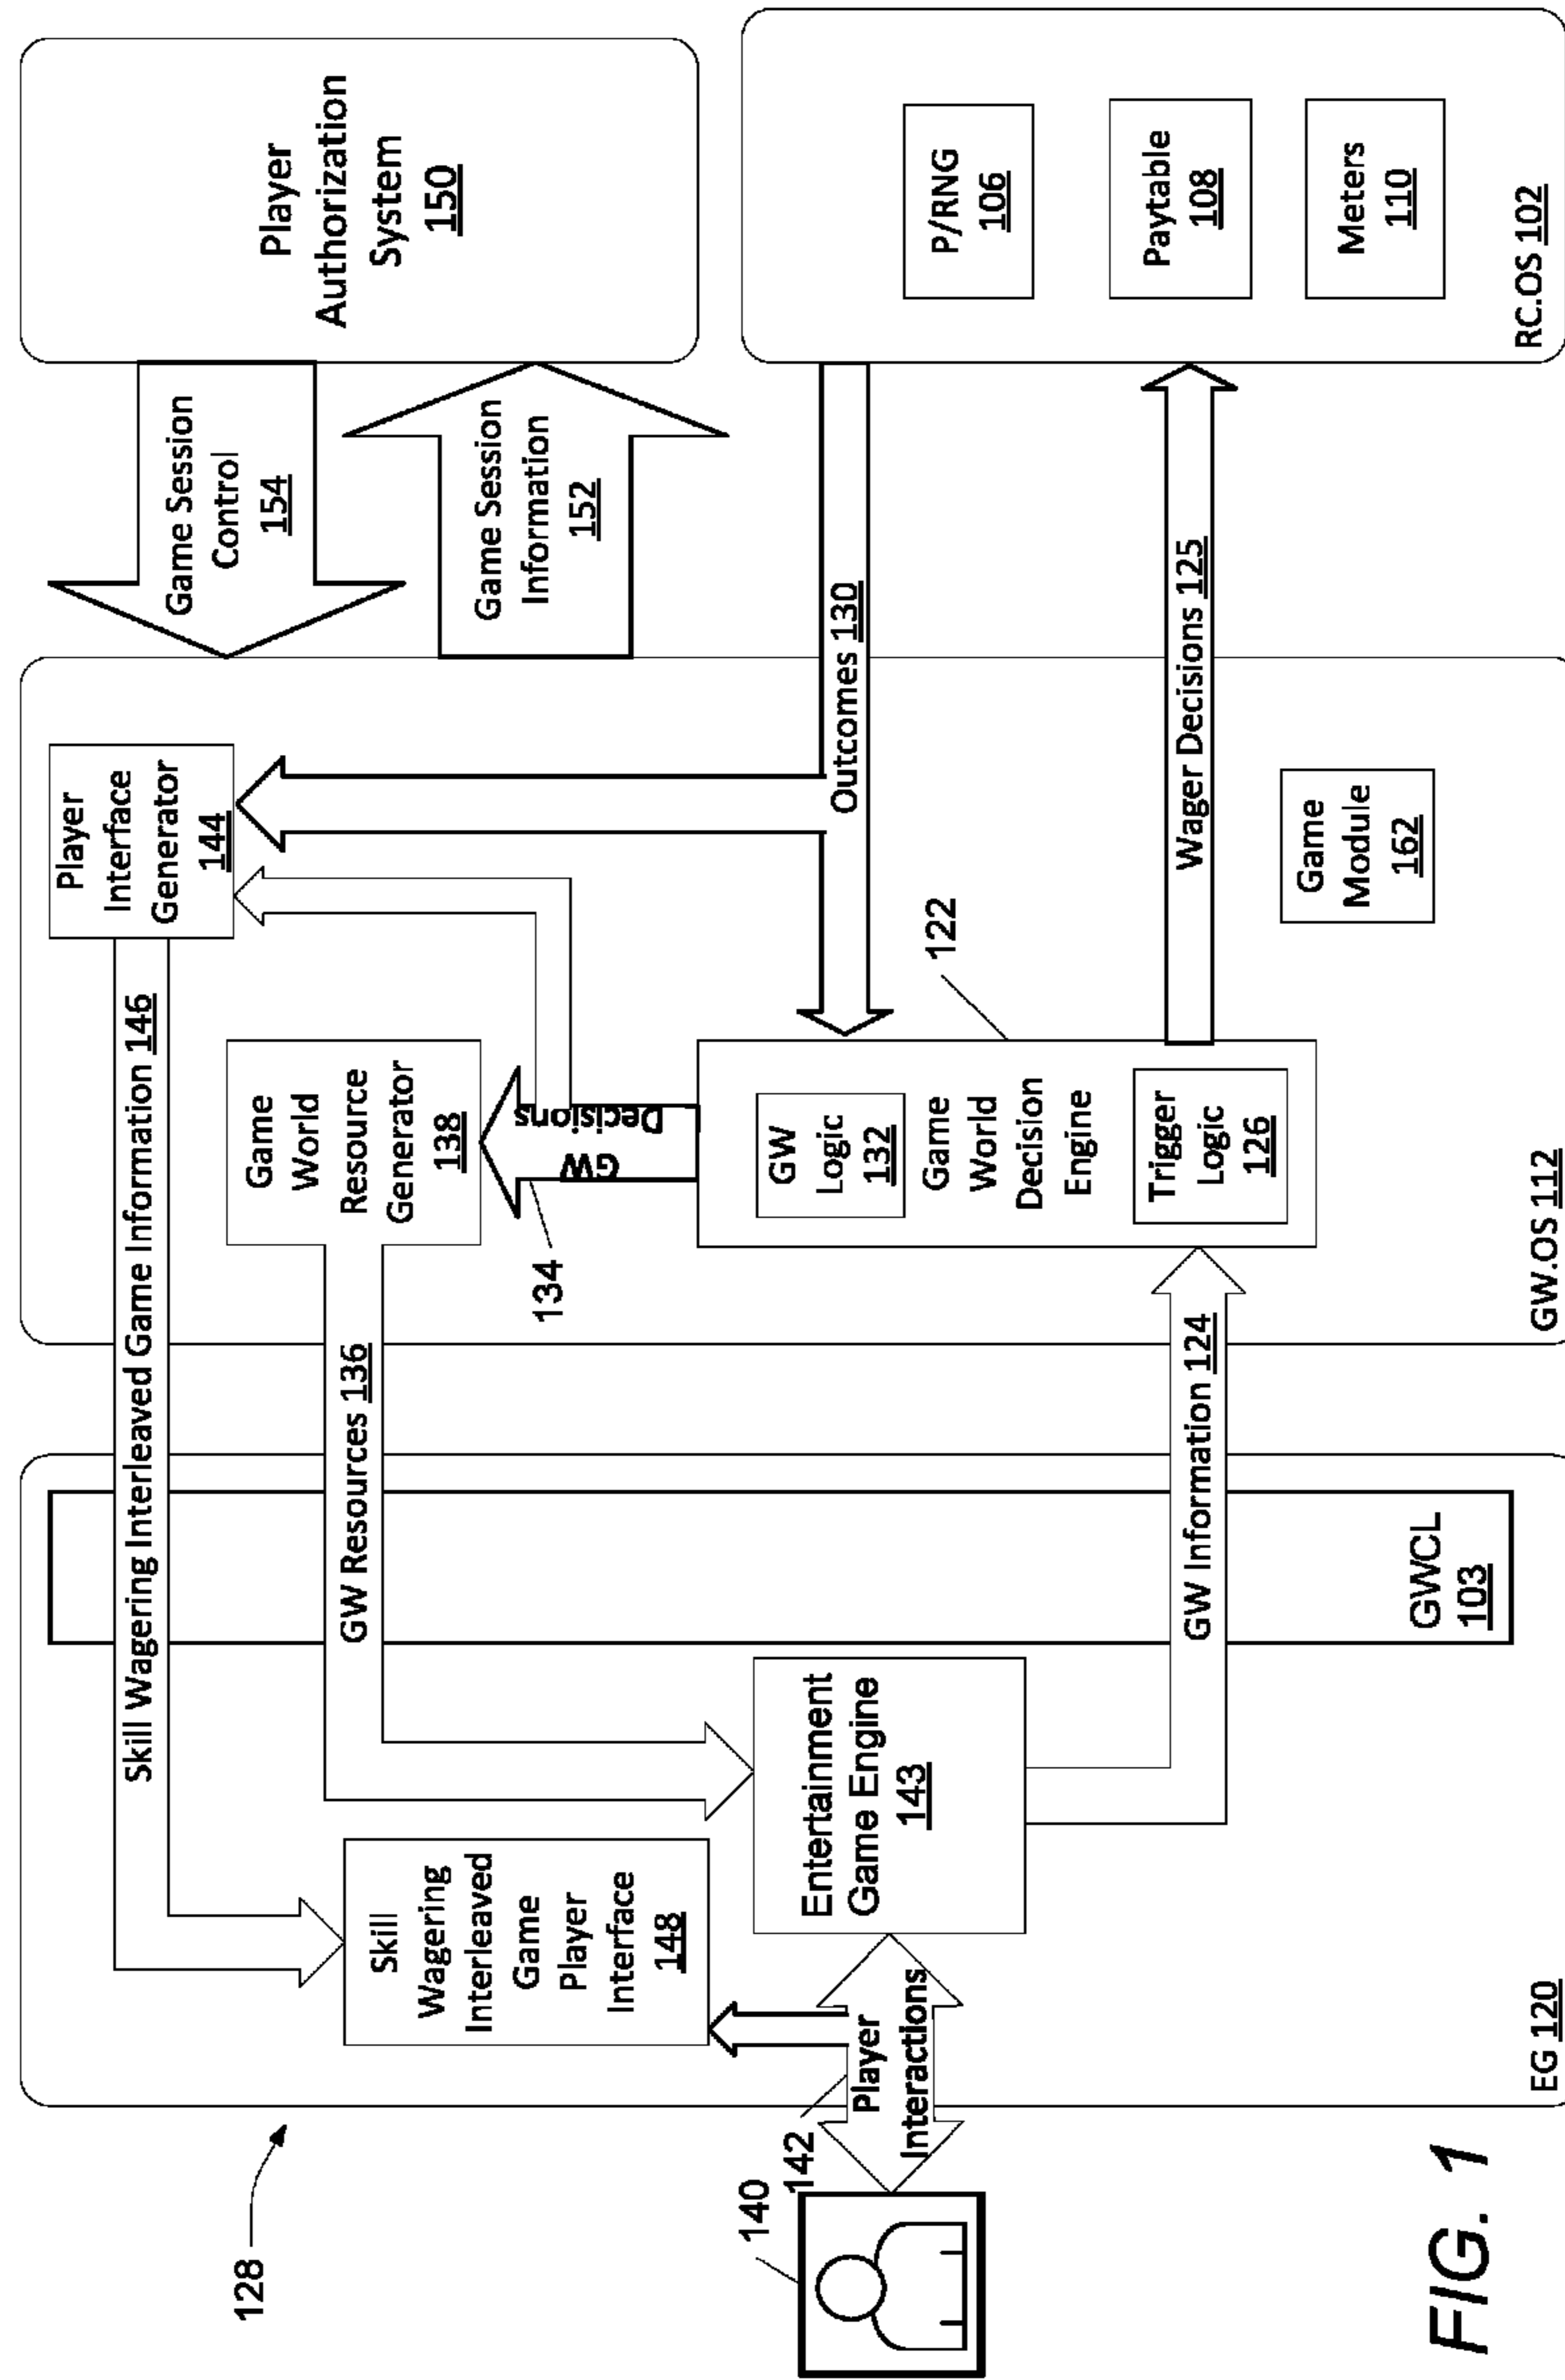 128
Skill Wagering Interleaved Game Information 146
Player
Interface
Generator
144
Game Session
Control
154
Player
Authorization
System
150
Game
World
Resource
Generator
138
GW Resources 136
Game Session
Information
152
Skill
Wagering
Interleaved
Game
Player
Interface
148
134
GW Decisions
140
142
Player
Interactions
Entertainment
Game Engine
143
GW
Logic
132
Game
World
Decision
Engine
Trigger
Logic
126
122
Outcomes 130
P/RNG
106
Paytable
108
Meters
110
GW Information 124
Wager Decisions 125
Game
Module
162
GWCL
103
EG 120
GW.OS 112
RC.OS 102
FIG. 1